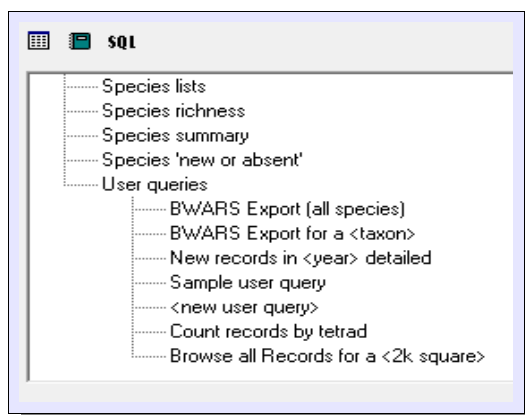 SQL
Species lists
Species richness
Species summary
Species 'new or absent'
User queries
BWARS Export (all species)
BWARS Export for a <taxon>
New records in <year> detailed
Sample user query
<new user query>
Count records by tetrad
Browse all Records for a <2k square>